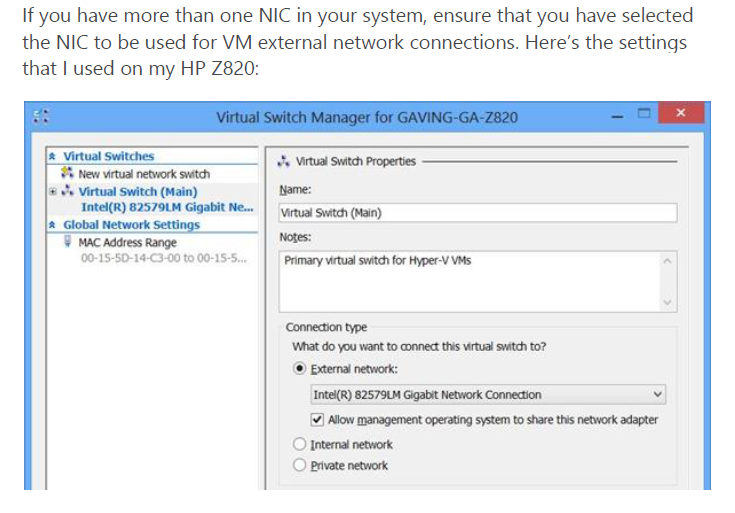 If you have more than one NIC in your system, ensure that you have selected
the NIC to be used for VM external network connections. Here’s the settings
that I used on my HP Z820:
Virtual Switch Manager for GAVING-GA-Z820
Virtual Switches
New virtual network switch
Virtual Switch (Main)
Intel(R) 82579LM Gigabit Ne...
Global Network Settings
MAC Address Range
00-15-5D-14-C3-00 to 00-15-5...
Virtual Switch Properties
Name:
Virtual Switch (Main)
Notes:
Primary virtual switch for Hyper-V VMs
Connection type
What do you want to connect this virtual switch to?
External network:
Intel(R) 82579LM Gigabit Network Connection
Allow management operating system to share this network adapter
Internal network
Private network